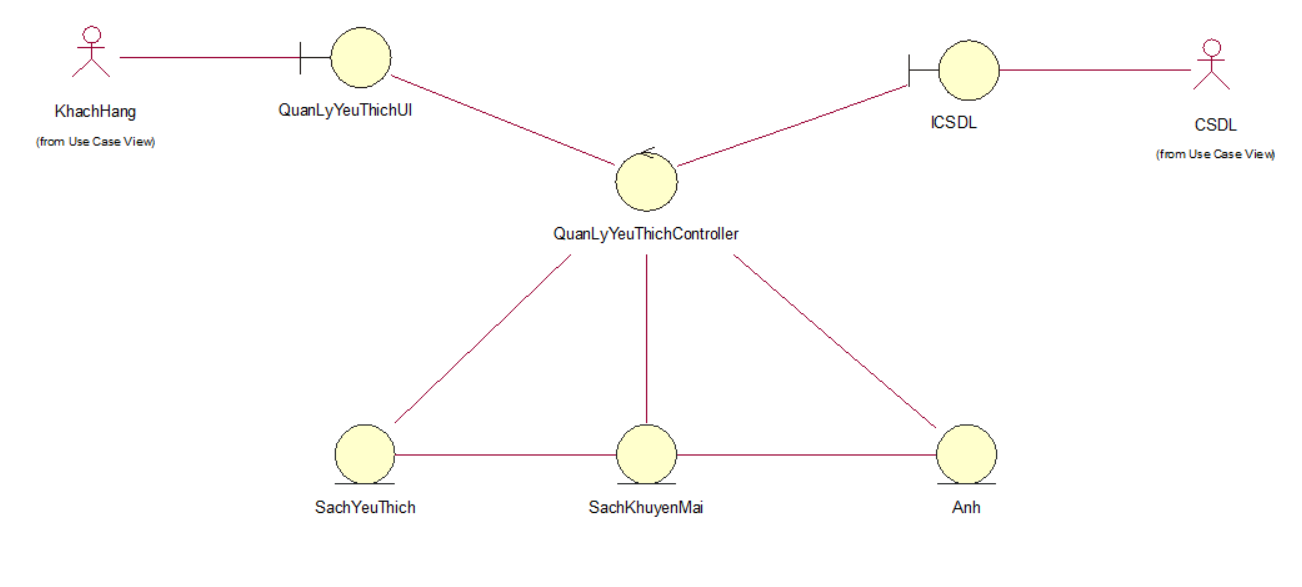 KhachHang
(from Use Case View)
QuanLyYeuThichUI
ICSDL
CSDL
(from Use Case View)
QuanLyYeuThichController
SachYeuThich
SachKhuyenMai
Anh